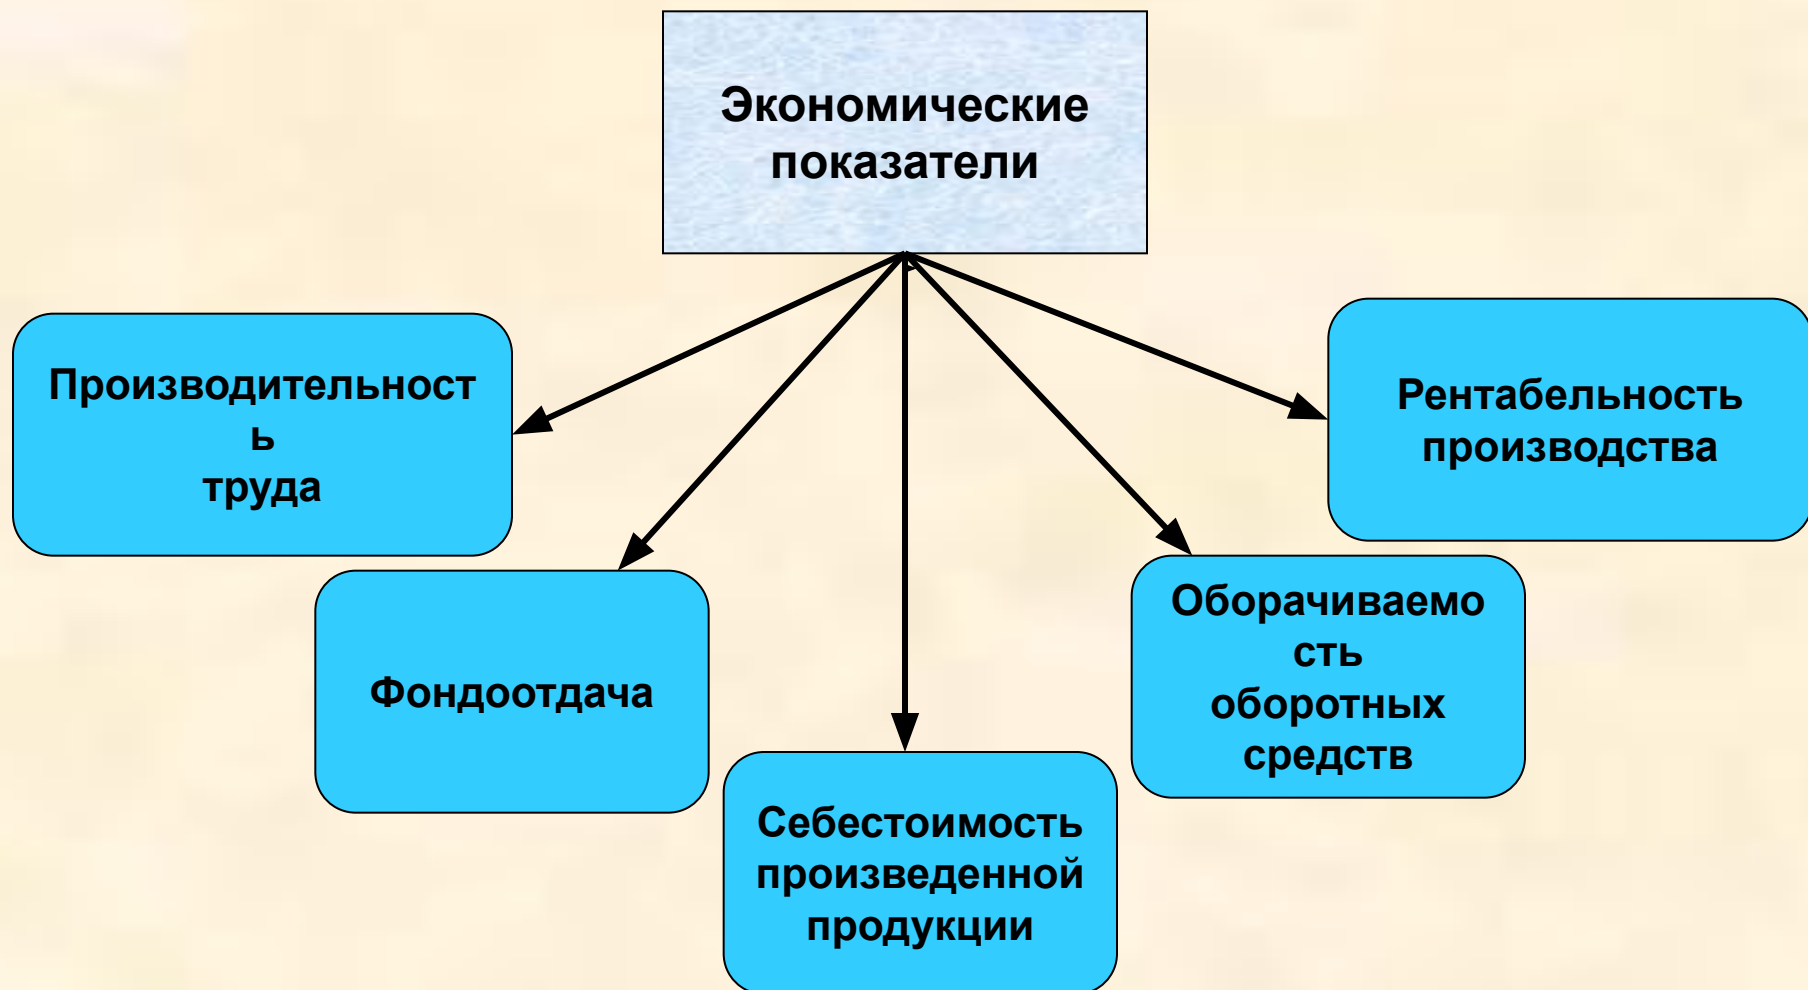 Экономические
показатели
Производительност
ь
труда
Фондоотдача
Себестоимость
произведенной
продукции
Оборачиваемо
сть
оборотных
средств
Рентабельность
производства